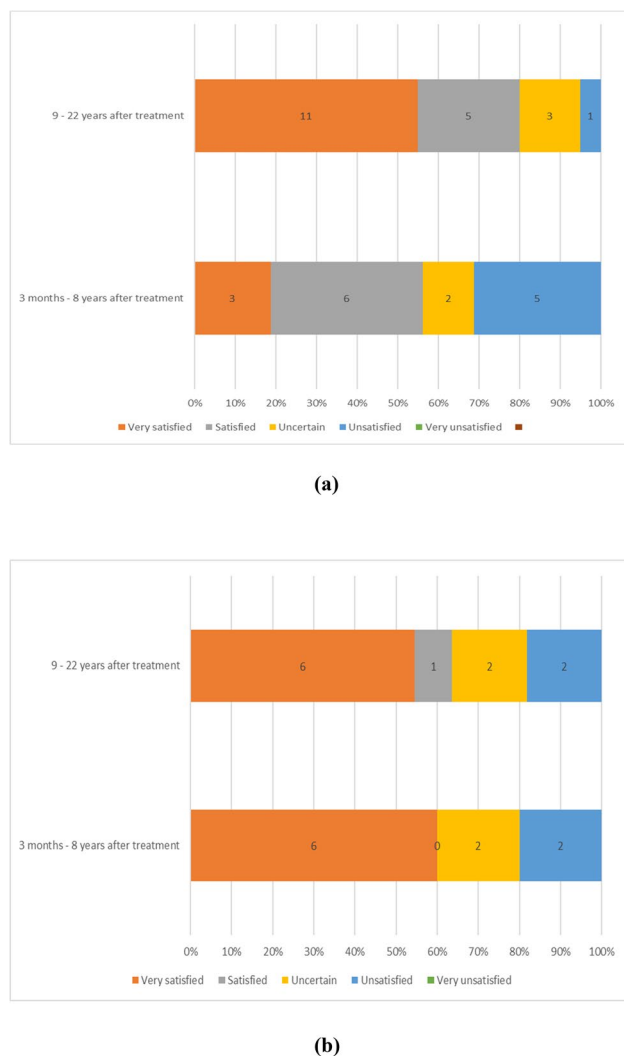 9 - 22 years after treatment
11 5 3 1
3 months - 8 years after treatment
3 6 2 5
0% 10% 20% 30% 40% 50% 60% 70% 80% 90% 100%
Very satisfied Satisfied Uncertain Unsatisfied Very unsatisfied
(a)
9 - 22 years after treatment
6 1 2 2
3 months - 8 years after treatment
6 0 2 2
0% 10% 20% 30% 40% 50% 60% 70% 80% 90% 100%
Very satisfied Satisfied Uncertain Unsatisfied Very unsatisfied
(b)